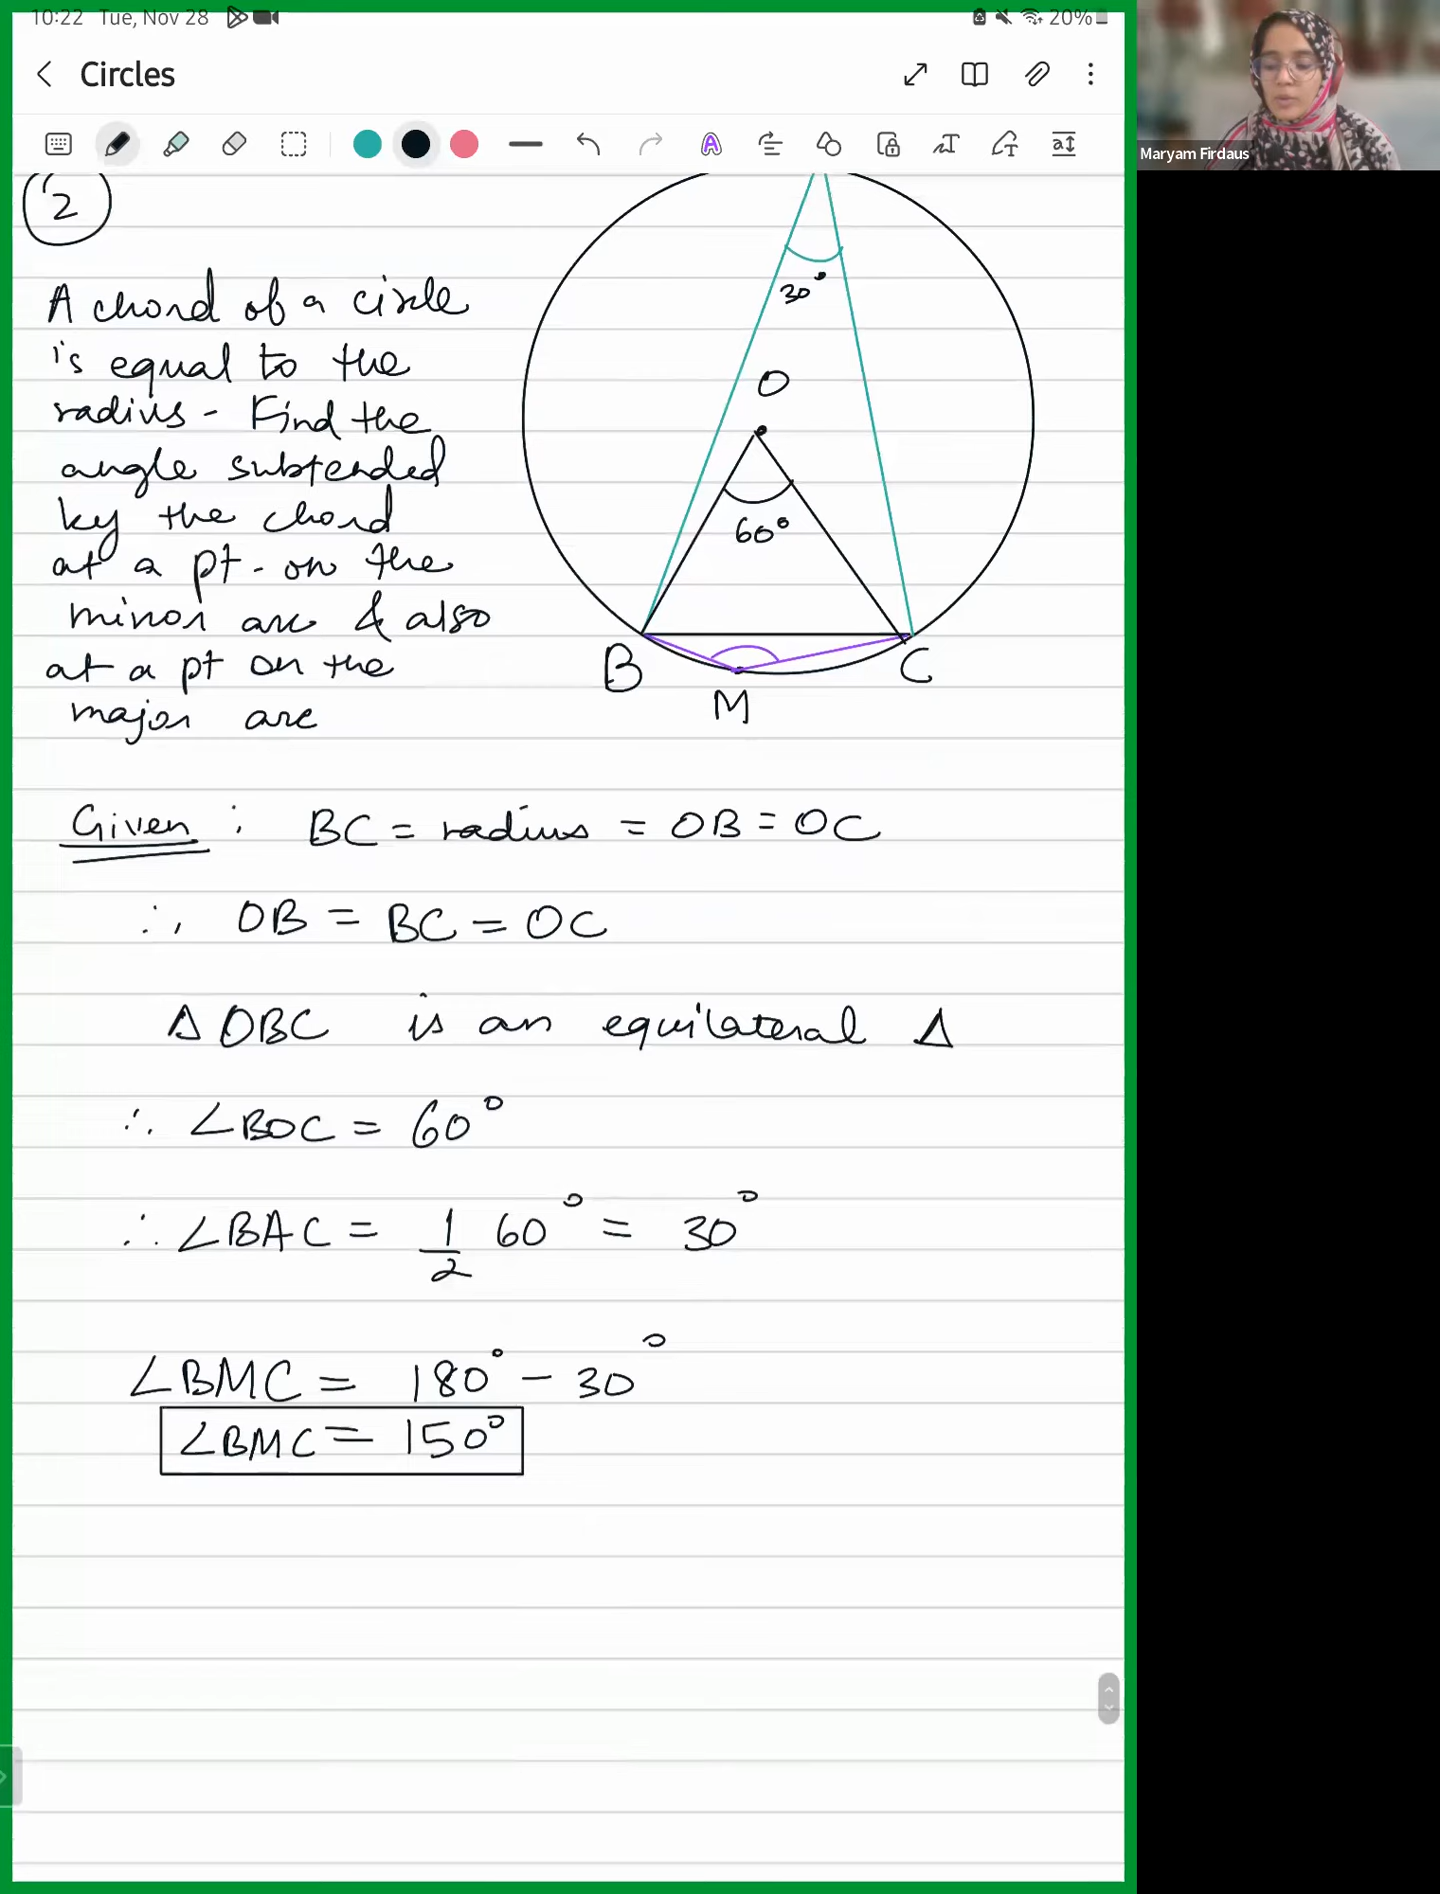 10:22 Tue, Nov 28
20%
Circles
Maryam Firdaus
2
A chord of a circle
is equal to the
radius - Find the
angle subtended
by the chord
at a pt - on the
minor arc & also
at a pt on the
major arc
30°
O
60°
B
C
M
Given : BC = radius = OB = OC
∴ OB = BC = OC
Δ OBC is an equilateral Δ
∴ ∠BOC = 60°
∴ ∠BAC = 1/2 60° = 30°
∠BMC = 180° - 30°
∠BMC = 150°